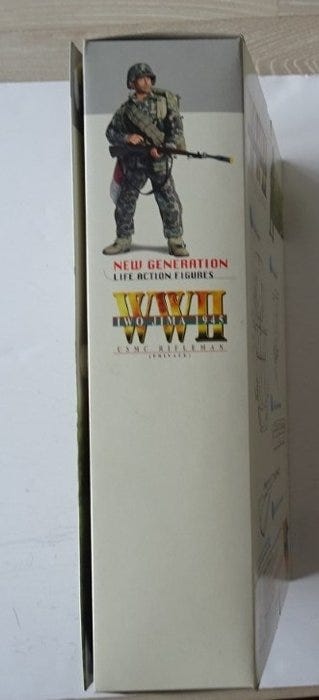 NEW GENERATION
LIFE ACTION FIGURES
WWII
IWO JIMA 1945
USMC RIFLEMAN
(PRIVATE)